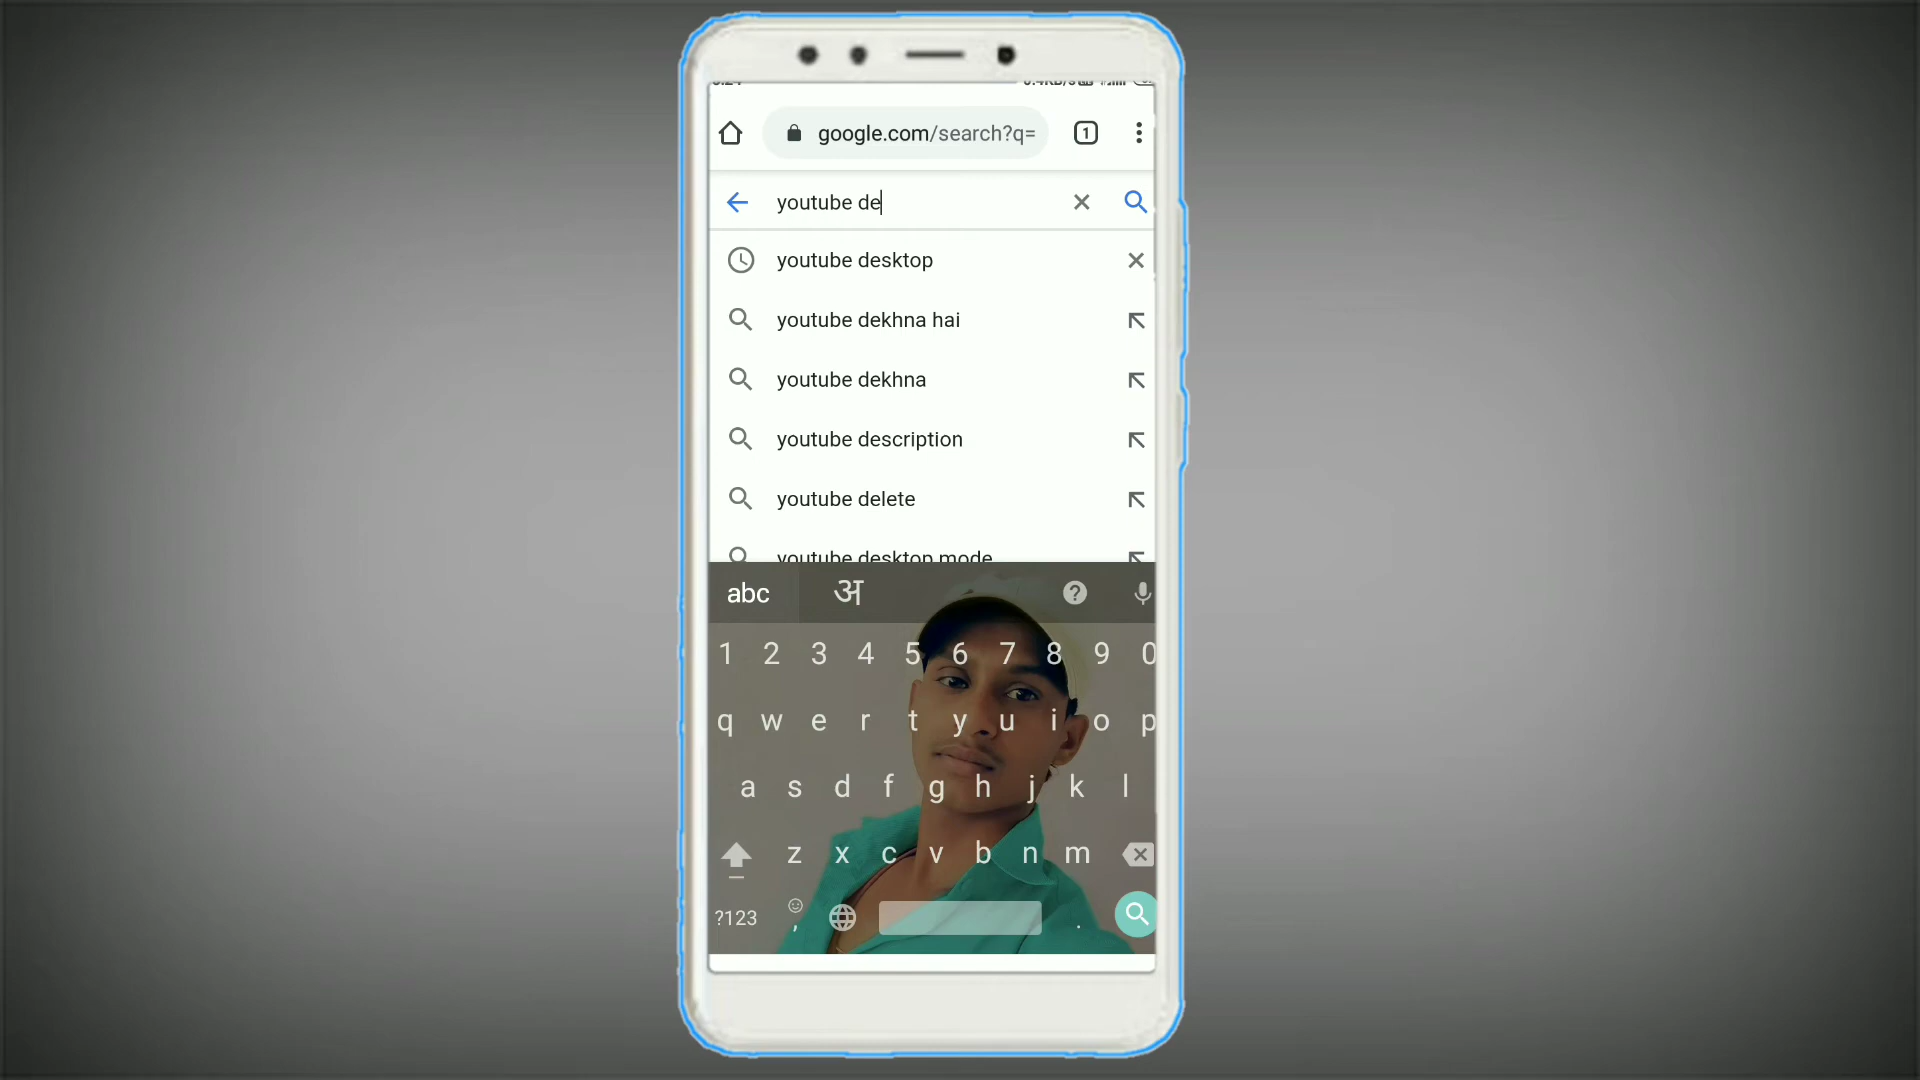 google.com/search?q=
1
youtube de
youtube desktop
youtube dekhna hai
youtube dekhna
youtube description
youtube delete
youtube desktop mode
abc अ ?
1 2 3 4 5 6 7 8 9 0
q w e r t y u i o p
a s d f g h j k l
z x c v b n m
?123 , .